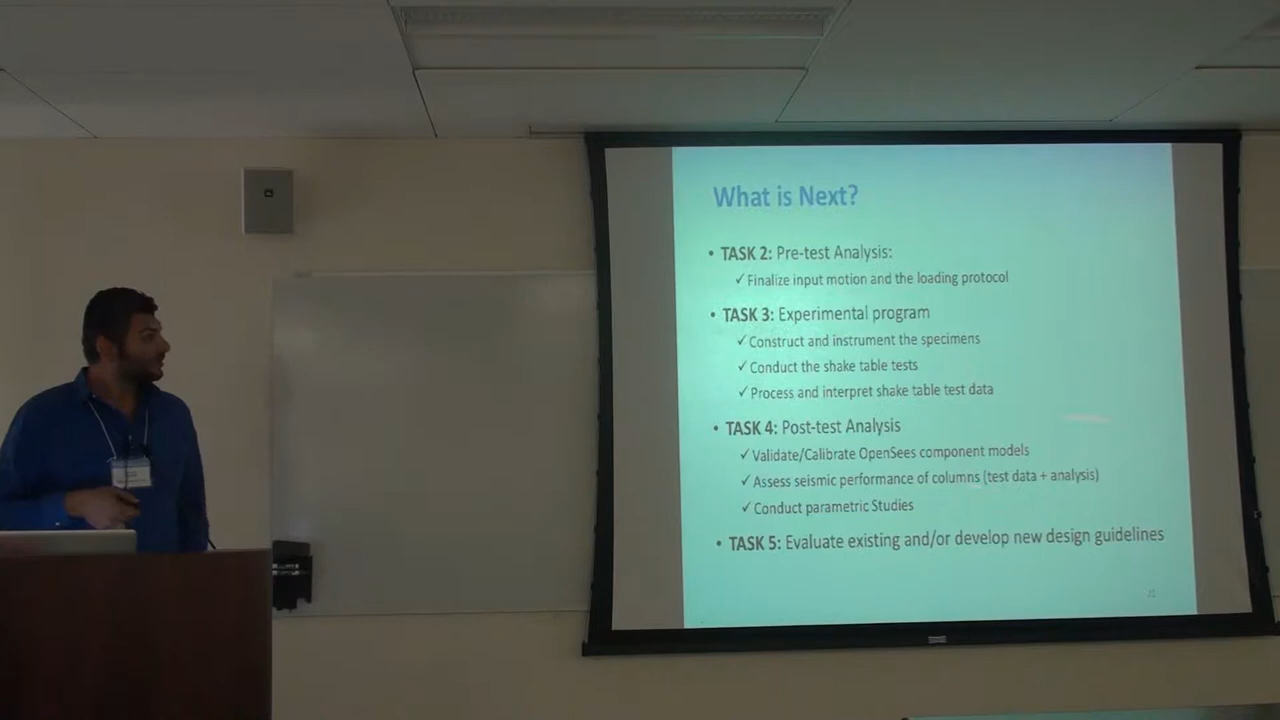 What is Next?
• TASK 2: Pre-test Analysis:
✓Finalize input motion and the loading protocol
• TASK 3: Experimental program
✓Construct and instrument the specimens
✓Conduct the shake table tests
✓Process and interpret shake table test data
• TASK 4: Post-test Analysis
✓Validate/Calibrate OpenSees component models
✓Assess seismic performance of columns (test data + analysis)
✓Conduct parametric Studies
• TASK 5: Evaluate existing and/or develop new design guidelines